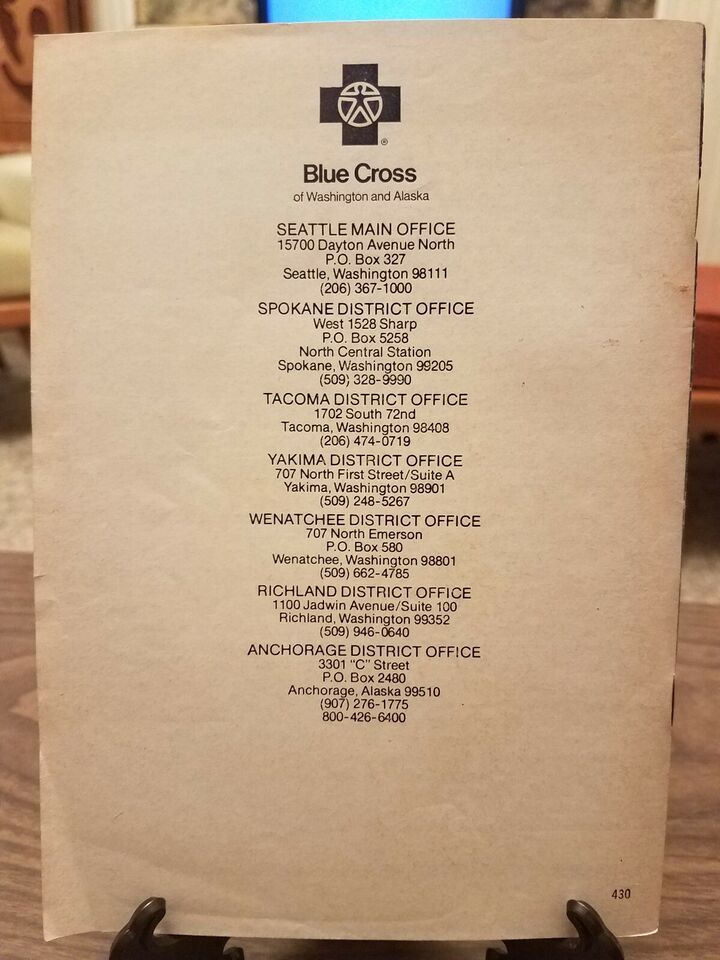 ®
Blue Cross
of Washington and Alaska
SEATTLE MAIN OFFICE
15700 Dayton Avenue North
P.O. Box 327
Seattle, Washington 98111
(206) 367-1000
SPOKANE DISTRICT OFFICE
West 1528 Sharp
P.O. Box 5258
North Central Station
Spokane, Washington 99205
(509) 328-9990
TACOMA DISTRICT OFFICE
1702 South 72nd
Tacoma, Washington 98408
(206) 474-0719
YAKIMA DISTRICT OFFICE
707 North First Street/Suite A
Yakima, Washington 98901
(509) 248-5267
WENATCHEE DISTRICT OFFICE
707 North Emerson
P.O. Box 580
Wenatchee, Washington 98801
(509) 662-4785
RICHLAND DISTRICT OFFICE
1100 Jadwin Avenue/Suite 100
Richland, Washington 99352
(509) 946-0640
ANCHORAGE DISTRICT OFFICE
3301 "C" Street
P.O. Box 2480
Anchorage, Alaska 99510
(907) 276-1775
800-426-6400
430